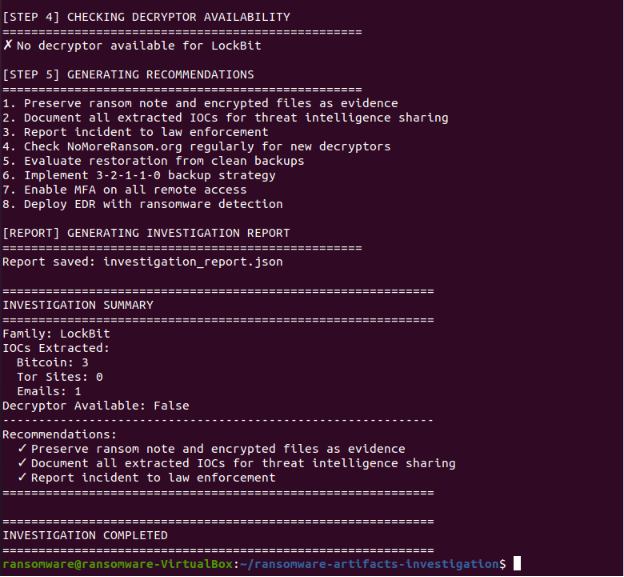 [STEP 4] CHECKING DECRYPTOR AVAILABILITY
==================================================
✗ No decryptor available for LockBit
[STEP 5] GENERATING RECOMMENDATIONS
==================================================
1. Preserve ransom note and encrypted files as evidence
2. Document all extracted IOCs for threat intelligence sharing
3. Report incident to law enforcement
4. Check NoMoreRansom.org regularly for new decryptors
5. Evaluate restoration from clean backups
6. Implement 3-2-1-1-0 backup strategy
7. Enable MFA on all remote access
8. Deploy EDR with ransomware detection
[REPORT] GENERATING INVESTIGATION REPORT
==================================================
Report saved: investigation_report.json
============================================================
INVESTIGATION SUMMARY
============================================================
Family: LockBit
IOCs Extracted:
  Bitcoin: 3
  Tor Sites: 0
  Emails: 1
Decryptor Available: False
------------------------------------------------------------
Recommendations:
  ✓ Preserve ransom note and encrypted files as evidence
  ✓ Document all extracted IOCs for threat intelligence sharing
  ✓ Report incident to law enforcement
============================================================
============================================================
INVESTIGATION COMPLETED
============================================================
ransomware@ransomware-VirtualBox:~/ransomware-artifacts-investigation$